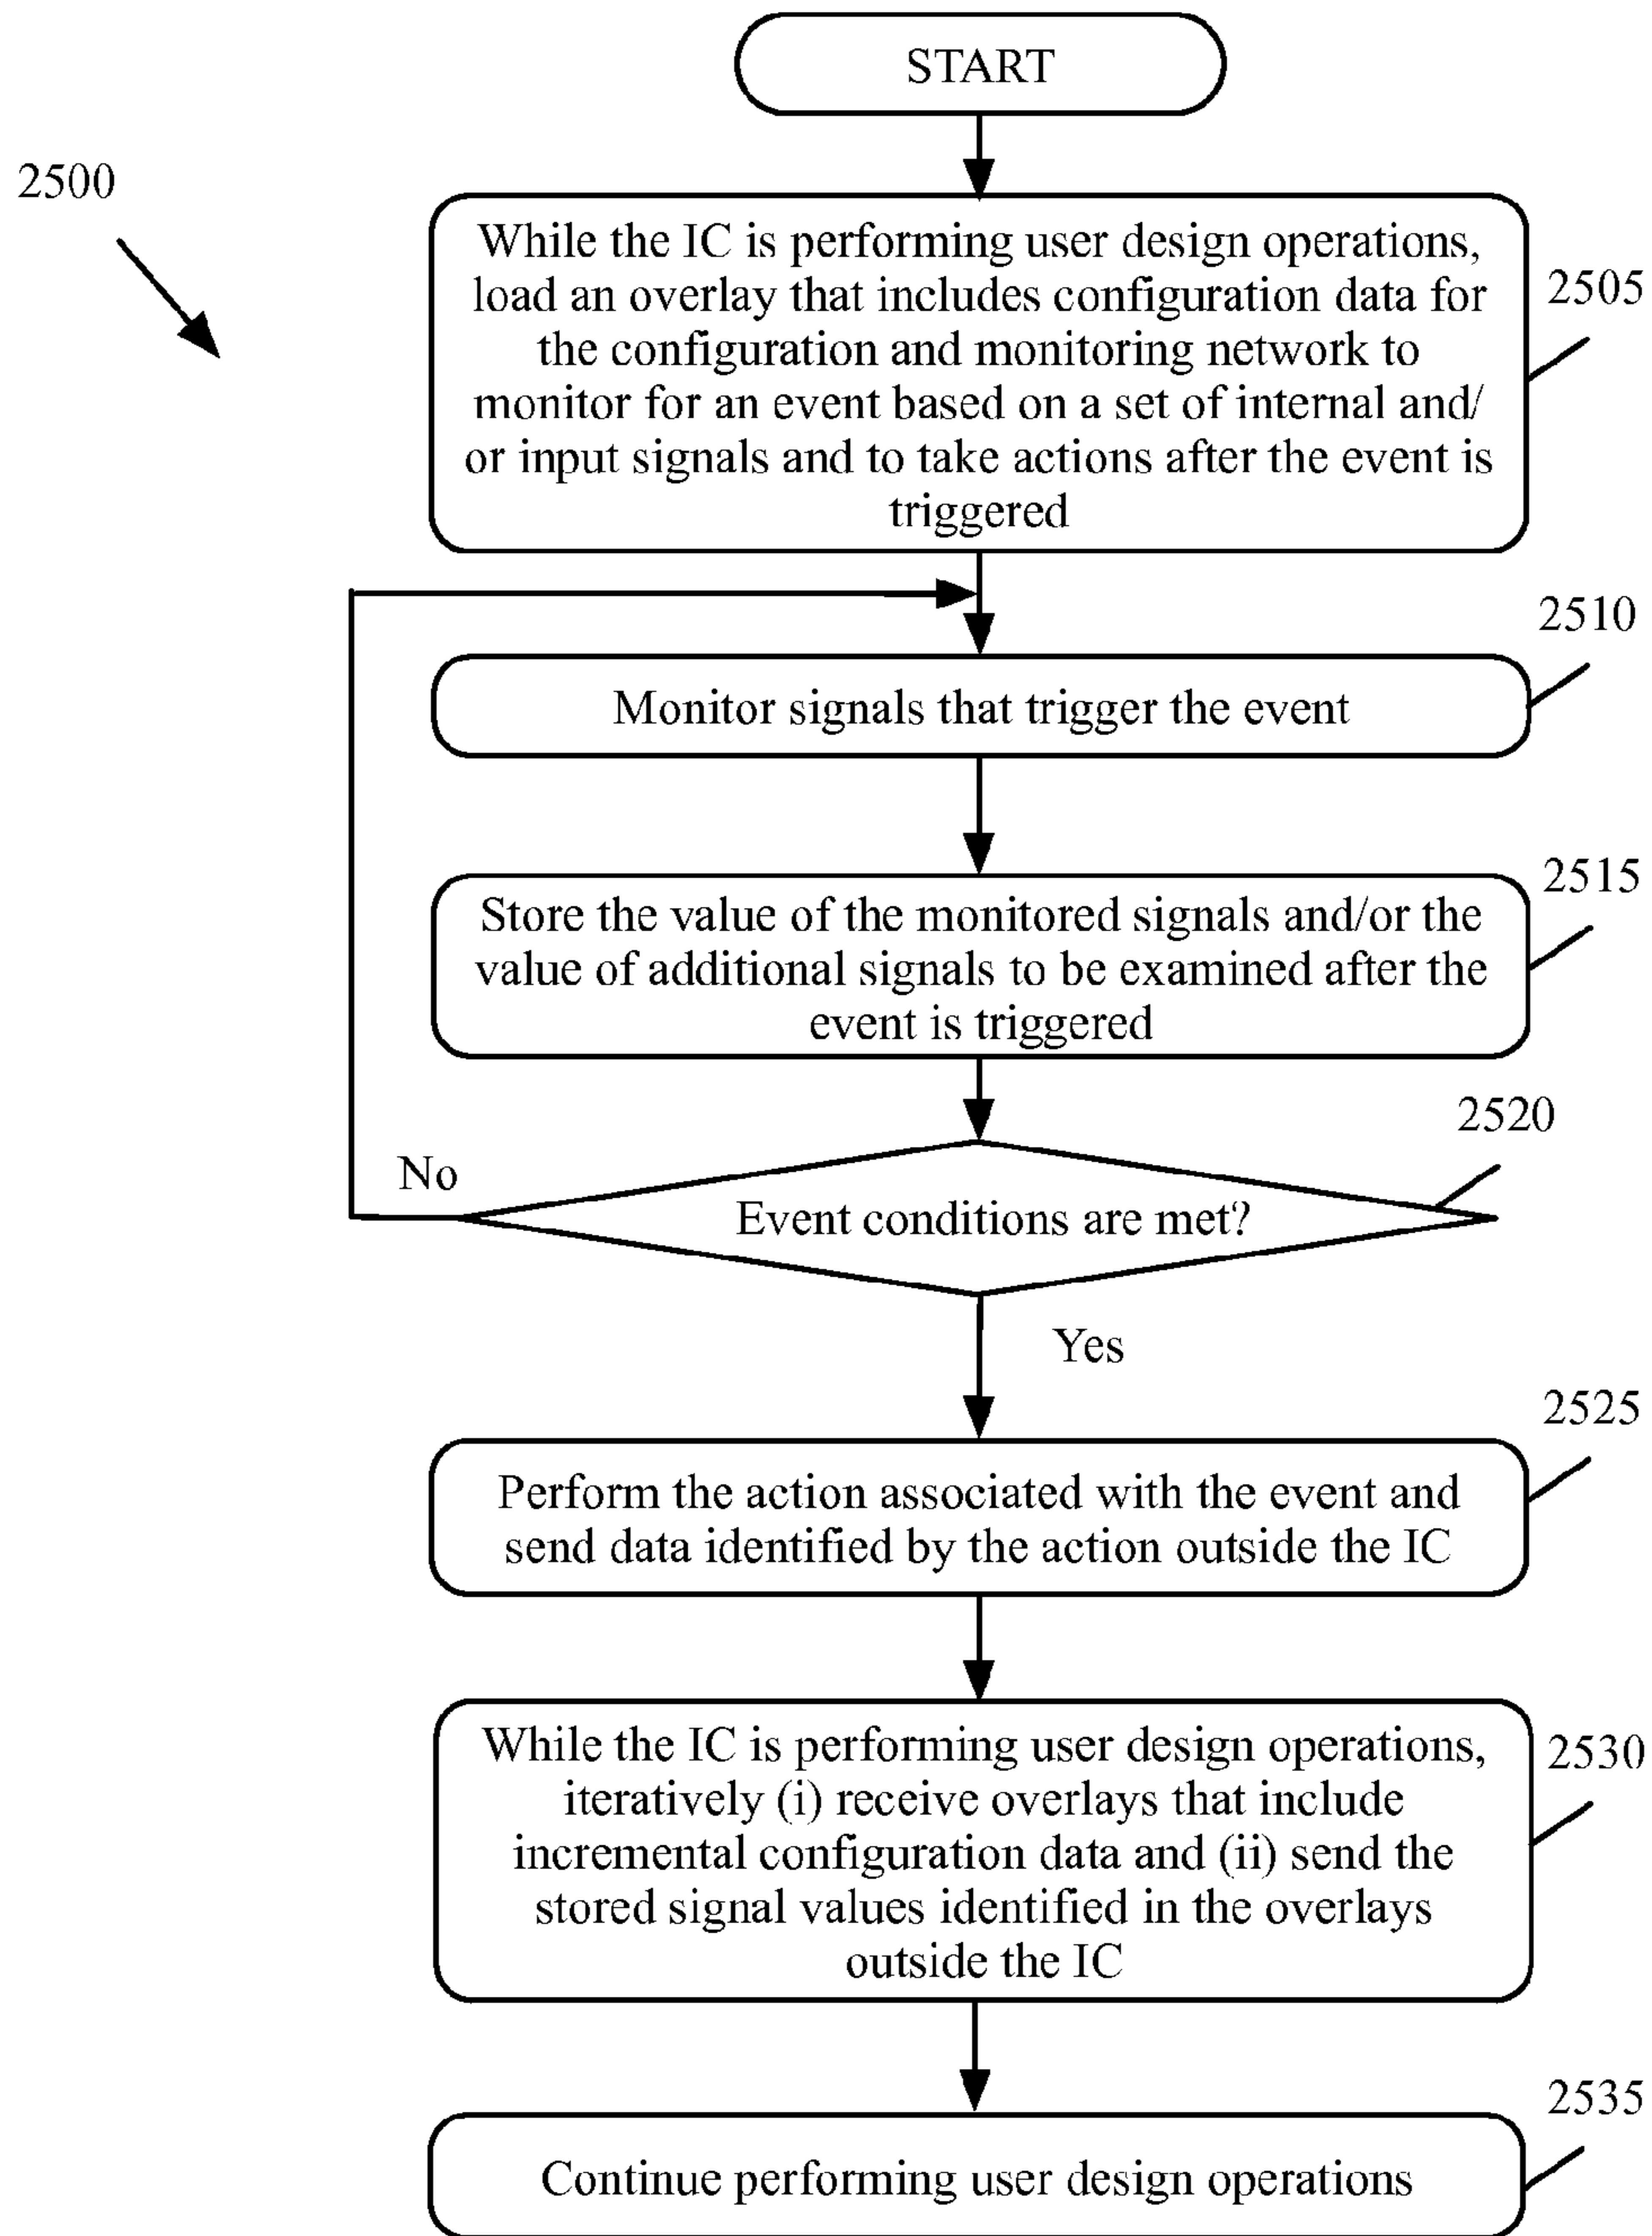 START
2500
While the IC is performing user design operations,
load an overlay that includes configuration data for
the configuration and monitoring network to
monitor for an event based on a set of internal and/
or input signals and to take actions after the event is
triggered
2505
2510
Monitor signals that trigger the event
2515
Store the value of the monitored signals and/or the
value of additional signals to be examined after the
event is triggered
2520
No
Event conditions are met?
Yes
2525
Perform the action associated with the event and
send data identified by the action outside the IC
While the IC is performing user design operations,
iteratively (i) receive overlays that include
incremental configuration data and (ii) send the
stored signal values identified in the overlays
outside the IC
2530
2535
Continue performing user design operations